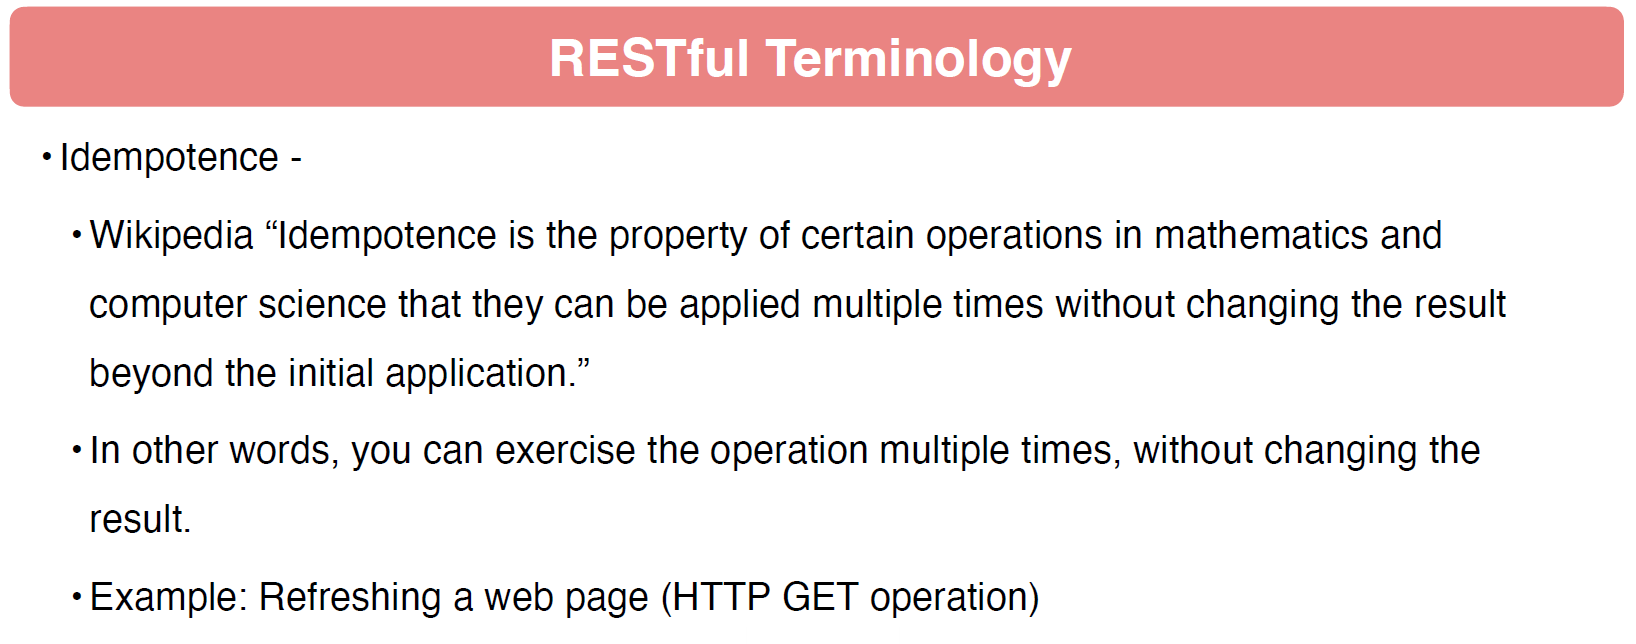 RESTful Terminology
• Idempotence -
• Wikipedia “Idempotence is the property of certain operations in mathematics and
computer science that they can be applied multiple times without changing the result
beyond the initial application.”
• In other words, you can exercise the operation multiple times, without changing the
result.
• Example: Refreshing a web page (HTTP GET operation)